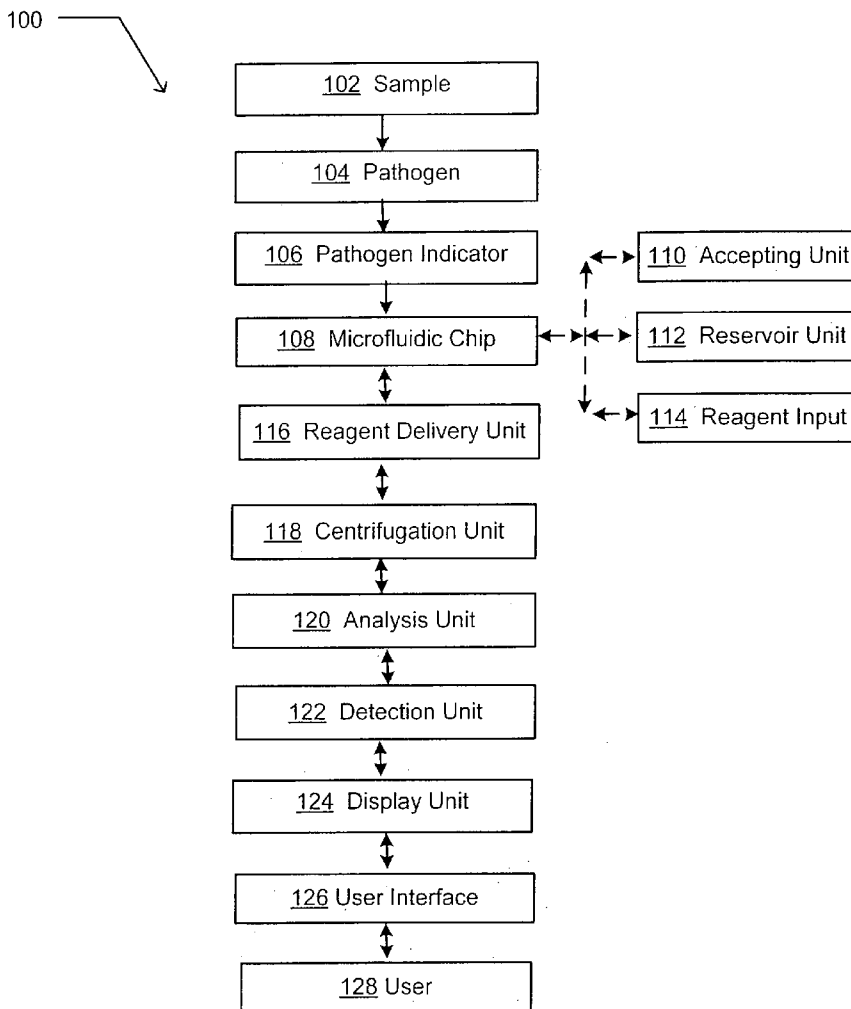 100
102 Sample
104 Pathogen
106 Pathogen Indicator
110 Accepting Unit
108 Microfluidic Chip
112 Reservoir Unit
114 Reagent Input
116 Reagent Delivery Unit
118 Centrifugation Unit
120 Analysis Unit
122 Detection Unit
124 Display Unit
126 User Interface
128 User